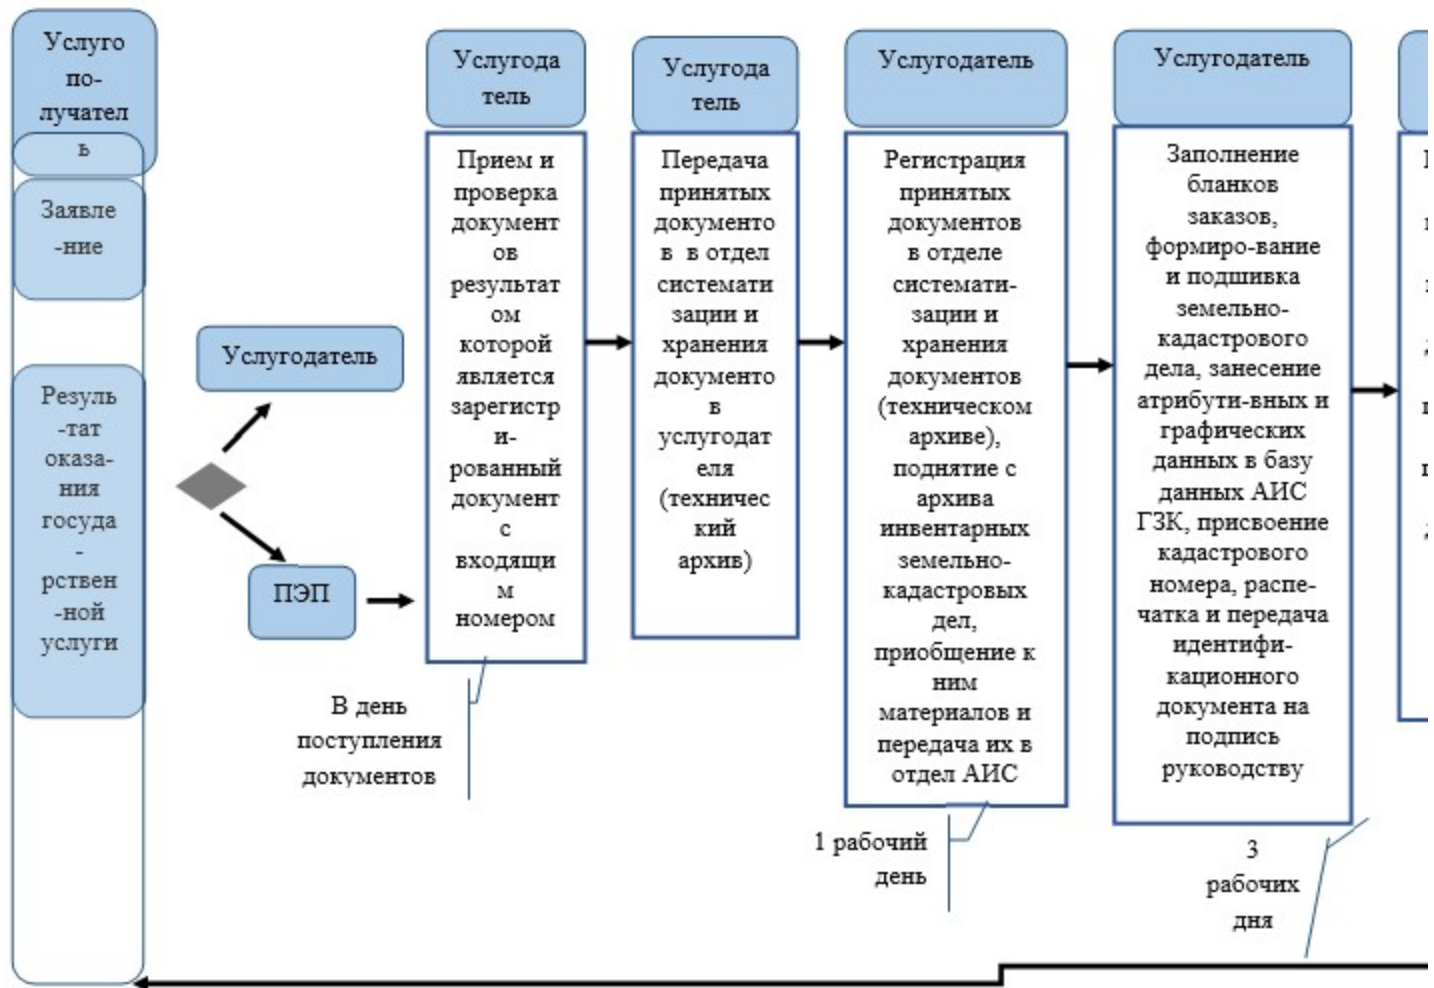 Услуго
по-
лучател
ь
Заявле
-ние
Резуль
-тат
оказа-
ния
госуда
-
рствен
-ной
услуги
Услугодатель
ПЭП
Услугода
тель
Прием и
проверка
документ
ов
результат
ом
которой
является
зарегистр
и-
рованный
документ
с
входящи
м
номером
В день
поступления
документов
Услугода
тель
Передача
принятых
документо
в в отдел
системати
зации и
хранения
документо
в
услугодат
еля
(техничес
кий
архив)
Услугодатель
Регистрация
принятых
документов
в отделе
системати-
зации и
хранения
документов
(техническом
архиве),
поднятие с
архива
инвентарных
земельно-
кадастровых
дел,
приобщение к
ним
материалов и
передача их в
отдел АИС
1 рабочий
день
Услугодатель
Заполнение
бланков
заказов,
формиро-вание
и подшивка
земельно-
кадастрового
дела, занесение
атрибути-вных и
графических
данных в базу
данных АИС
ГЗК, присвоение
кадастрового
номера, распе-
чатка и передача
идентифи-
кационного
документа на
подпись
руководству
3
рабочих
дня